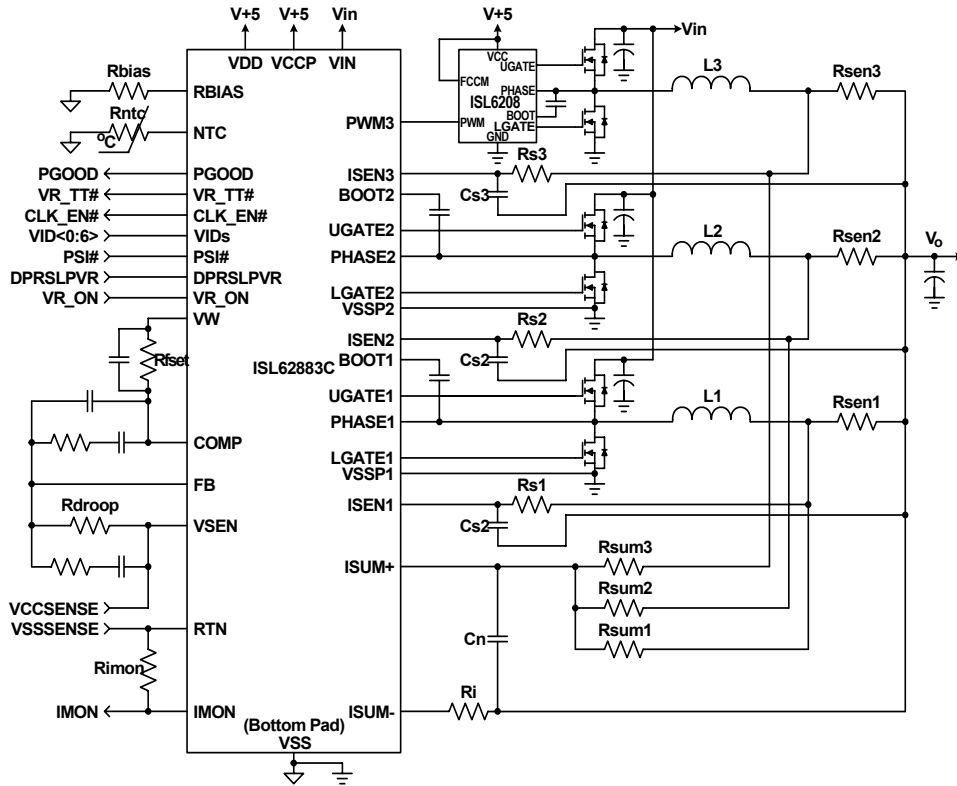 V+5 V+5 Vin
VDD VCCP VIN
Rbias
RBIAS
Rntc
°C
NTC
PGOOD PGOOD
VR_TT# VR_TT#
CLK_EN# CLK_EN#
VID<0:6> VIDs
PSI# PSI#
DPRSLPVR DPRSLPVR
VR_ON VR_ON
VW
Rfset
ISL62883C
COMP
FB
Rdroop
VSEN
VCCSENSE
VSSSENSE RTN
Rimon
IMON IMON
(Bottom Pad)
VSS
PWM3
ISEN3
BOOT2
UGATE2
PHASE2
LGATE2
VSSP2
ISEN2
BOOT1
UGATE1
PHASE1
LGATE1
VSSP1
ISEN1
ISUM+
ISUM-
V+5
VCC
UGATE
FCCM
PHASE
ISL6208
BOOT
PWM
LGATE
GND
Vin
L3
Rsen3
Rs3
Cs3
L2
Rsen2
Vo
Rs2
Cs2
L1
Rsen1
Rs1
Cs2
Rsum3
Rsum2
Rsum1
Cn
Ri